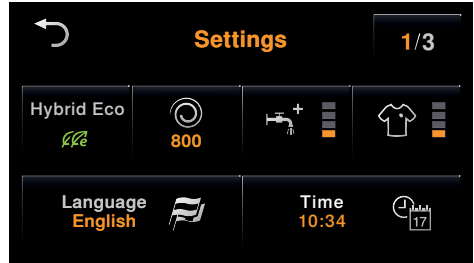 Settings
1/3
Hybrid Eco
800
+
Language
English
Time
10:34
17